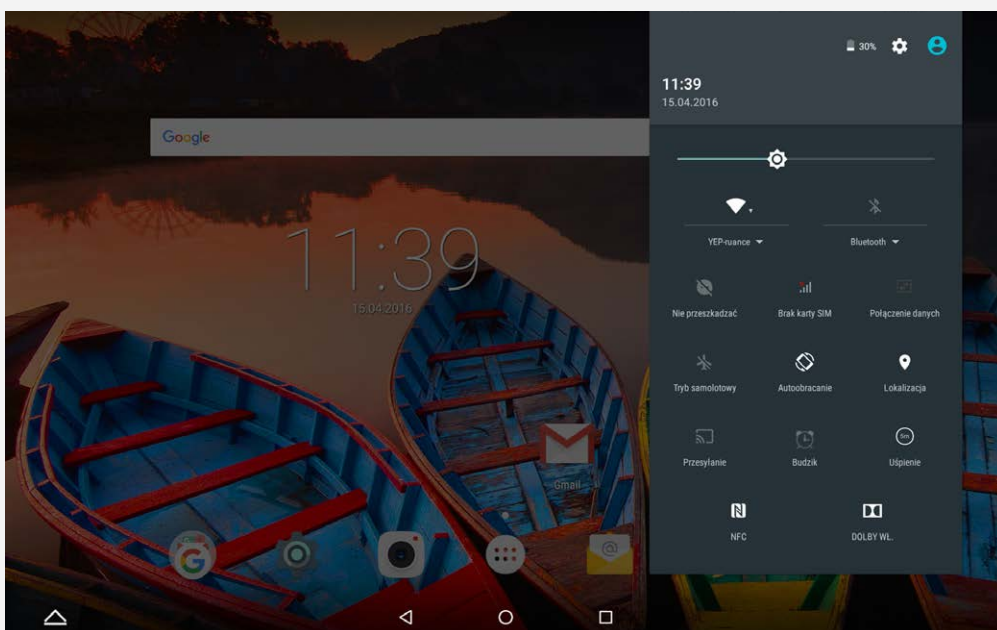 30%
11:39
15.04.2016
Google
YEP-ruance
Bluetooth
11:39
15.04.2016
Nie przeszkadzać
Brak karty SIM
Połączenie danych
Tryb samolotowy
Autoobracanie
Lokalizacja
5m
Przesyłanie
Budzik
Uśpienie
Gmail
NFC
DOLBY WŁ.